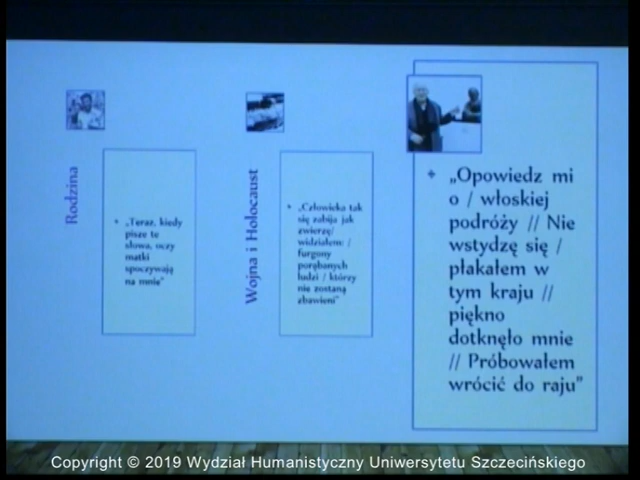 Rodzina
„Teraz, kiedy
piszę te
słowa, oczy
matki
spoczywają
na mnie”
Wojna i Holocaust
„Człowieka tak
się zabija jak
zwierzę/
widziałem: /
furgony
porąbanych
ludzi / którzy
nie zostaną
zbawieni”
„Opowiedz mi
o / włoskiej
podróży // Nie
wstydzę się /
płakałem w
tym kraju //
piękno
dotknęło mnie
// Próbowałem
wrócić do raju”
Copyright © 2019 Wydział Humanistyczny Uniwersytetu Szczecińskiego